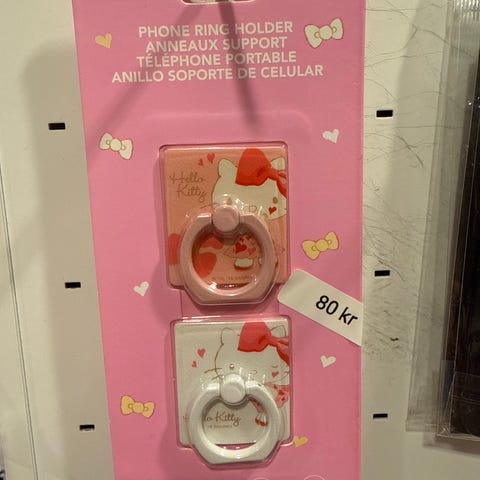 PHONE RING HOLDER
ANNEAUX SUPPORT
TÉLÉPHONE PORTABLE
ANILLO SOPORTE DE CELULAR
Hello
Kitty
80 kr
Hello Kitty